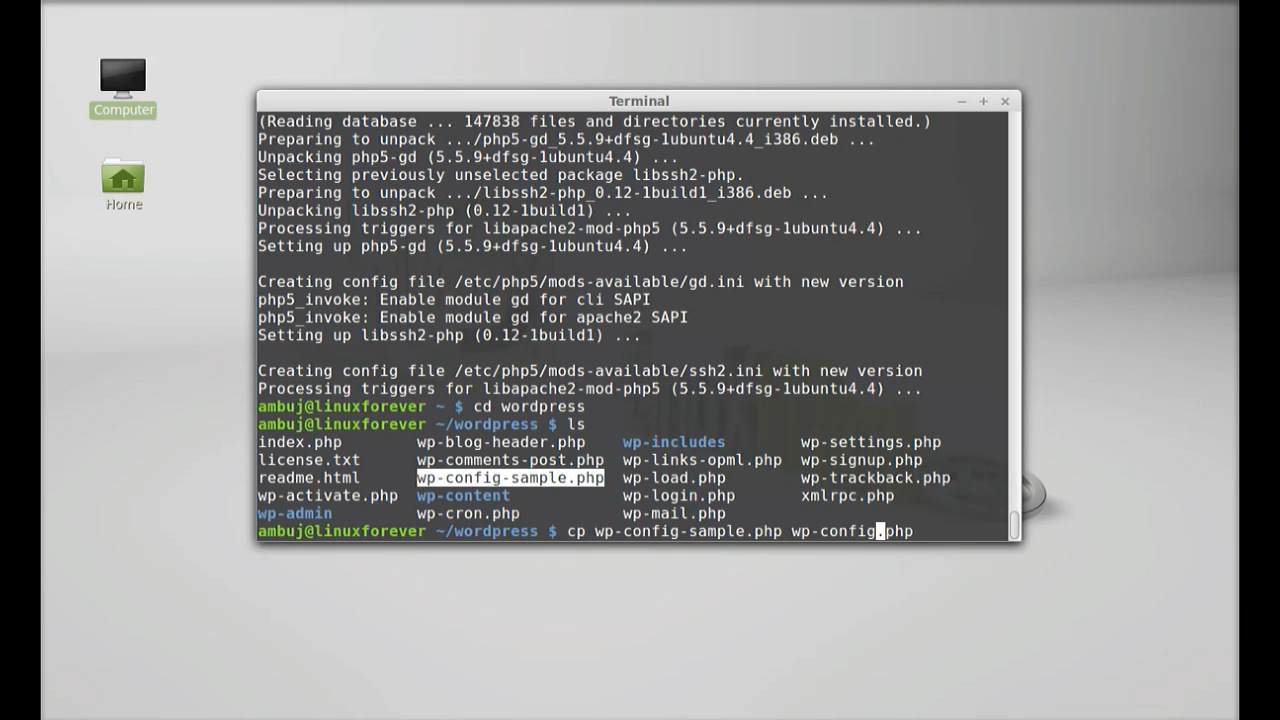 Computer
Home
Terminal
(Reading database ... 147838 files and directories currently installed.)
Preparing to unpack .../php5-gd_5.5.9+dfsg-1ubuntu4.4_i386.deb ...
Unpacking php5-gd (5.5.9+dfsg-1ubuntu4.4) ...
Selecting previously unselected package libssh2-php.
Preparing to unpack .../libssh2-php_0.12-1build1_i386.deb ...
Unpacking libssh2-php (0.12-1build1) ...
Processing triggers for libapache2-mod-php5 (5.5.9+dfsg-1ubuntu4.4) ...
Setting up php5-gd (5.5.9+dfsg-1ubuntu4.4) ...
Creating config file /etc/php5/mods-available/gd.ini with new version
php5_invoke: Enable module gd for cli SAPI
php5_invoke: Enable module gd for apache2 SAPI
Setting up libssh2-php (0.12-1build1) ...
Creating config file /etc/php5/mods-available/ssh2.ini with new version
Processing triggers for libapache2-mod-php5 (5.5.9+dfsg-1ubuntu4.4) ...
ambuj@linuxforever ~ $ cd wordpress
ambuj@linuxforever ~/wordpress $ ls
index.php wp-blog-header.php wp-includes wp-settings.php
license.txt wp-comments-post.php wp-links-opml.php wp-signup.php
readme.html wp-config-sample.php wp-load.php wp-trackback.php
wp-activate.php wp-content wp-login.php xmlrpc.php
wp-admin wp-cron.php wp-mail.php
ambuj@linuxforever ~/wordpress $ cp wp-config-sample.php wp-config.php